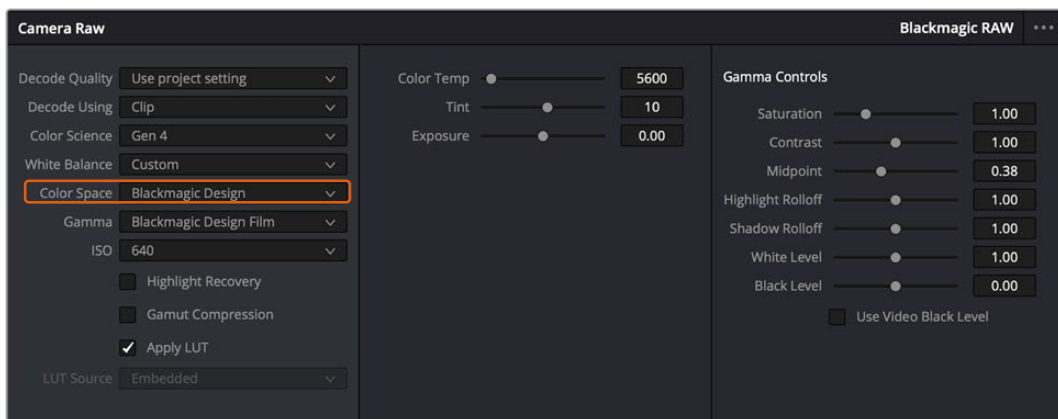 Camera Raw
Blackmagic RAW
Decode Quality Use project setting
Decode Using Clip
Color Science Gen 4
White Balance Custom
Color Space Blackmagic Design
Gamma Blackmagic Design Film
ISO 640
Highlight Recovery
Gamut Compression
Apply LUT
LUT Source Embedded
Color Temp 5600
Tint 10
Exposure 0.00
Gamma Controls
Saturation 1.00
Contrast 1.00
Midpoint 0.38
Highlight Rolloff 1.00
Shadow Rolloff 1.00
White Level 1.00
Black Level 0.00
Use Video Black Level